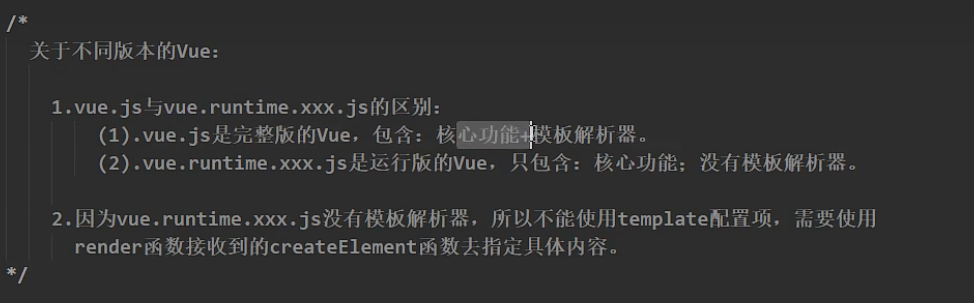 /*
关于不同版本的Vue：
1.vue.js与vue.runtime.xxx.js的区别：
(1).vue.js是完整版的Vue，包含：核心功能+模板解析器。
(2).vue.runtime.xxx.js是运行版的Vue，只包含：核心功能；没有模板解析器。
2.因为vue.runtime.xxx.js没有模板解析器，所以不能使用template配置项，需要使用
render函数接收到的createElement函数去指定具体内容。
*/